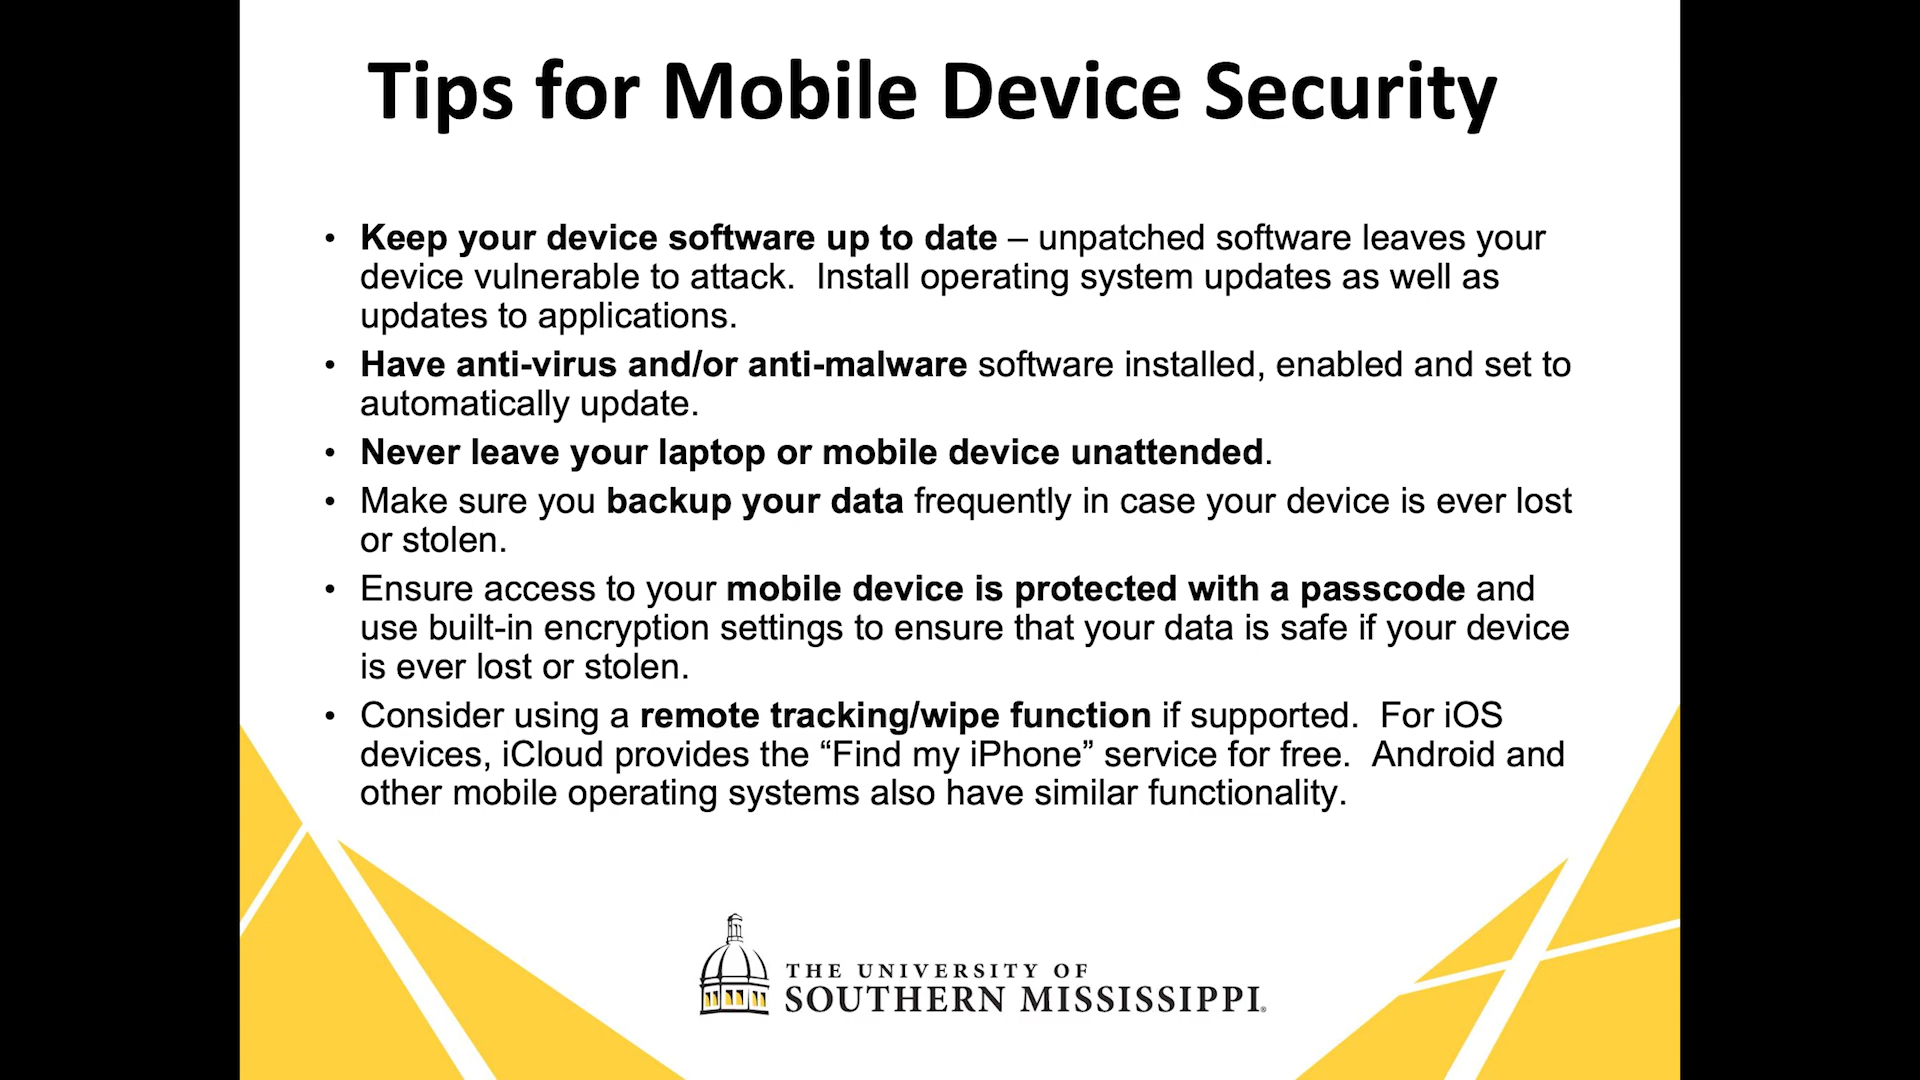 Tips for Mobile Device Security
• Keep your device software up to date – unpatched software leaves your
device vulnerable to attack.  Install operating system updates as well as
updates to applications.
• Have anti-virus and/or anti-malware software installed, enabled and set to
automatically update.
• Never leave your laptop or mobile device unattended.
• Make sure you backup your data frequently in case your device is ever lost
or stolen.
• Ensure access to your mobile device is protected with a passcode and
use built-in encryption settings to ensure that your data is safe if your device
is ever lost or stolen.
• Consider using a remote tracking/wipe function if supported.  For iOS
devices, iCloud provides the “Find my iPhone” service for free.  Android and
other mobile operating systems also have similar functionality.
THE UNIVERSITY OF
SOUTHERN MISSISSIPPI®